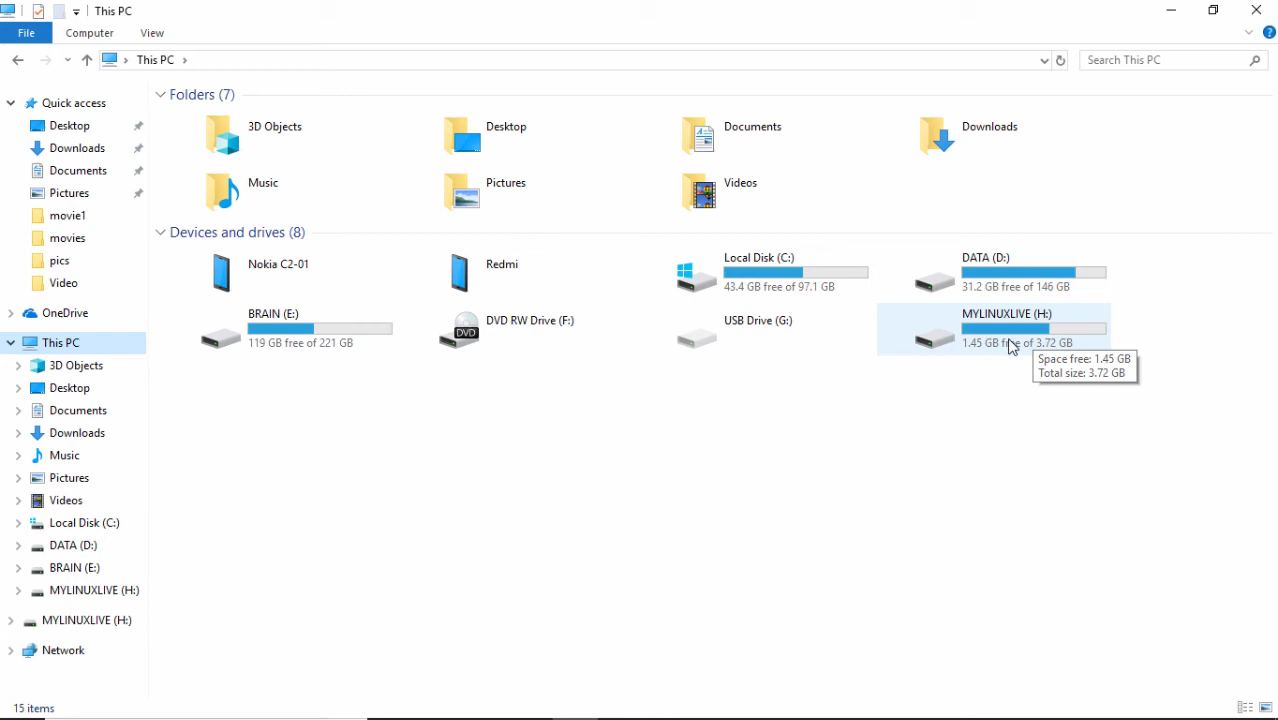 This PC
File Computer View
This PC
Search This PC
Quick access
Desktop
Downloads
Documents
Pictures
movie1
movies
pics
Video
OneDrive
This PC
3D Objects
Desktop
Documents
Downloads
Music
Pictures
Videos
Local Disk (C:)
DATA (D:)
BRAIN (E:)
MYLINUXLIVE (H:)
MYLINUXLIVE (H:)
Network
Folders (7)
3D Objects
Desktop
Documents
Downloads
Music
Pictures
Videos
Devices and drives (8)
Nokia C2-01
Redmi
Local Disk (C:)
43.4 GB free of 97.1 GB
DATA (D:)
31.2 GB free of 146 GB
BRAIN (E:)
119 GB free of 221 GB
DVD RW Drive (F:)
DVD
USB Drive (G:)
MYLINUXLIVE (H:)
1.45 GB free of 3.72 GB
Space free: 1.45 GB
Total size: 3.72 GB
15 items